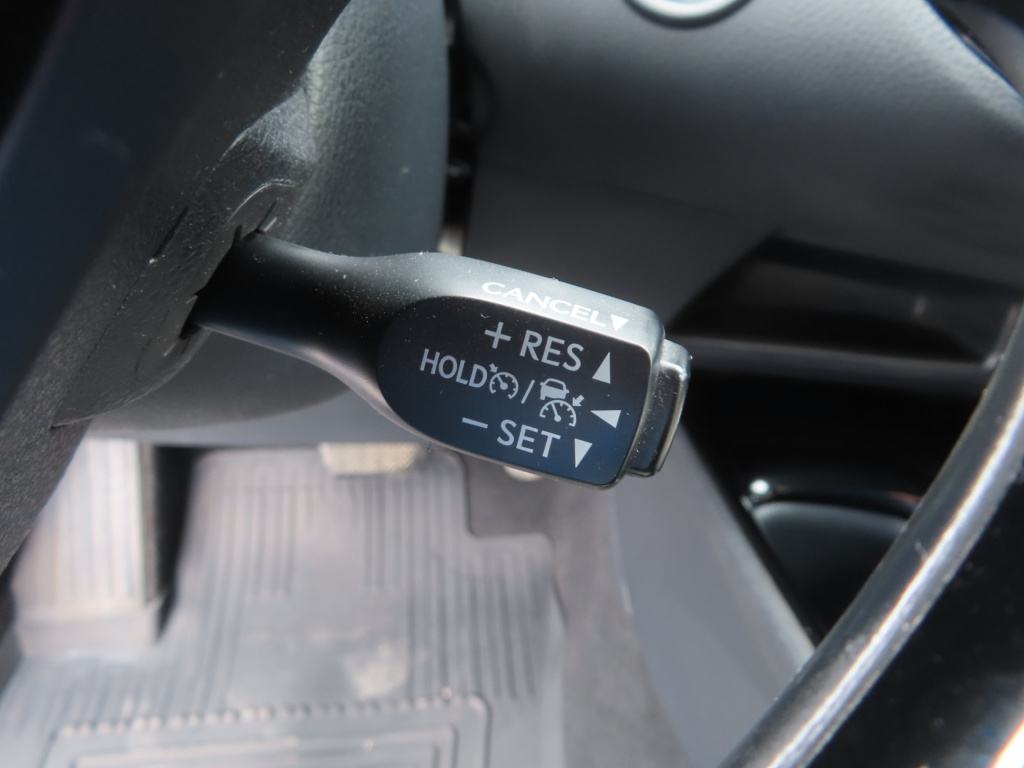 CANCEL▼
+ RES ▲
HOLD / ◀
− SET ▼